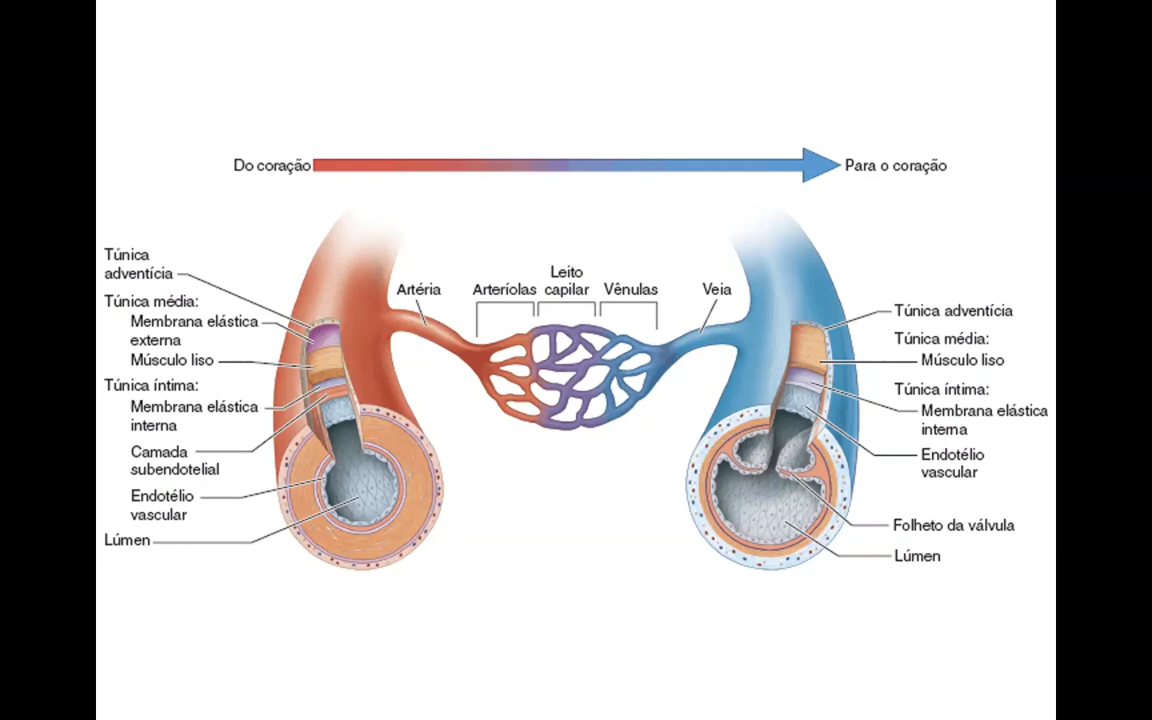 Do coração
Para o coração
Túnica
adventícia
Túnica média:
Membrana elástica
externa
Músculo liso
Túnica íntima:
Membrana elástica
interna
Camada
subendotelial
Endotélio
vascular
Lúmen
Artéria
Arteríolas
Leito
capilar
Vênulas
Veia
Túnica adventícia
Túnica média:
Músculo liso
Túnica íntima:
Membrana elástica
interna
Endotélio
vascular
Folheto da válvula
Lúmen